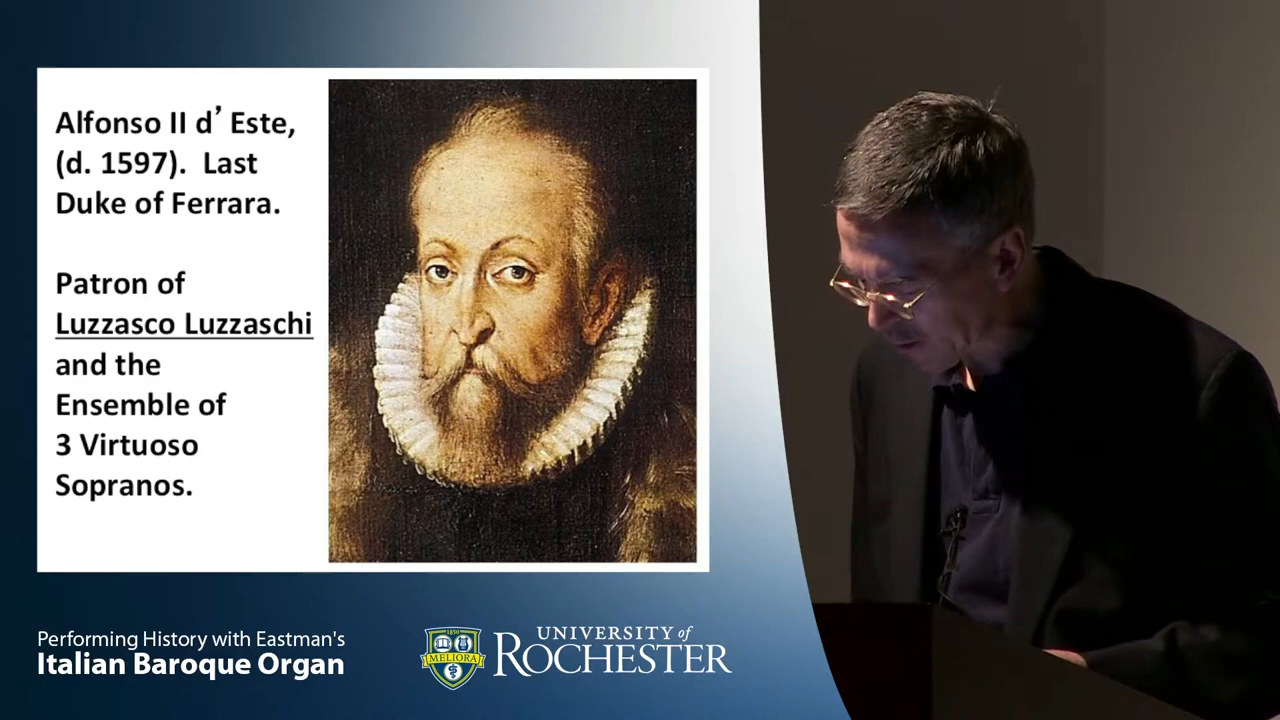 Alfonso II d’ Este,
(d. 1597).  Last
Duke of Ferrara.
Patron of
Luzzasco Luzzaschi
and the
Ensemble of
3 Virtuoso
Sopranos.
Performing History with Eastman's
Italian Baroque Organ
1850
MELIORA
UNIVERSITY of
ROCHESTER